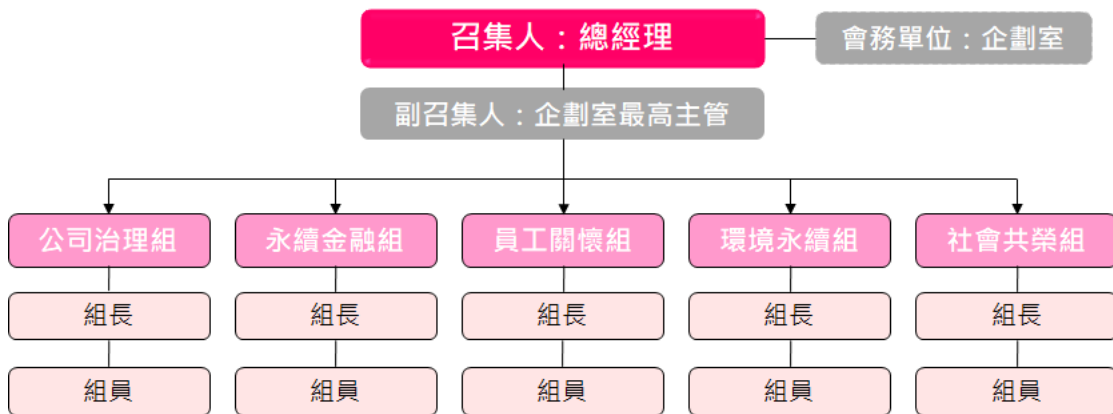 召集人：總經理
會務單位：企劃室
副召集人：企劃室最高主管
公司治理組
永續金融組
員工關懷組
環境永續組
社會共榮組
組長
組長
組長
組長
組長
組員
組員
組員
組員
組員